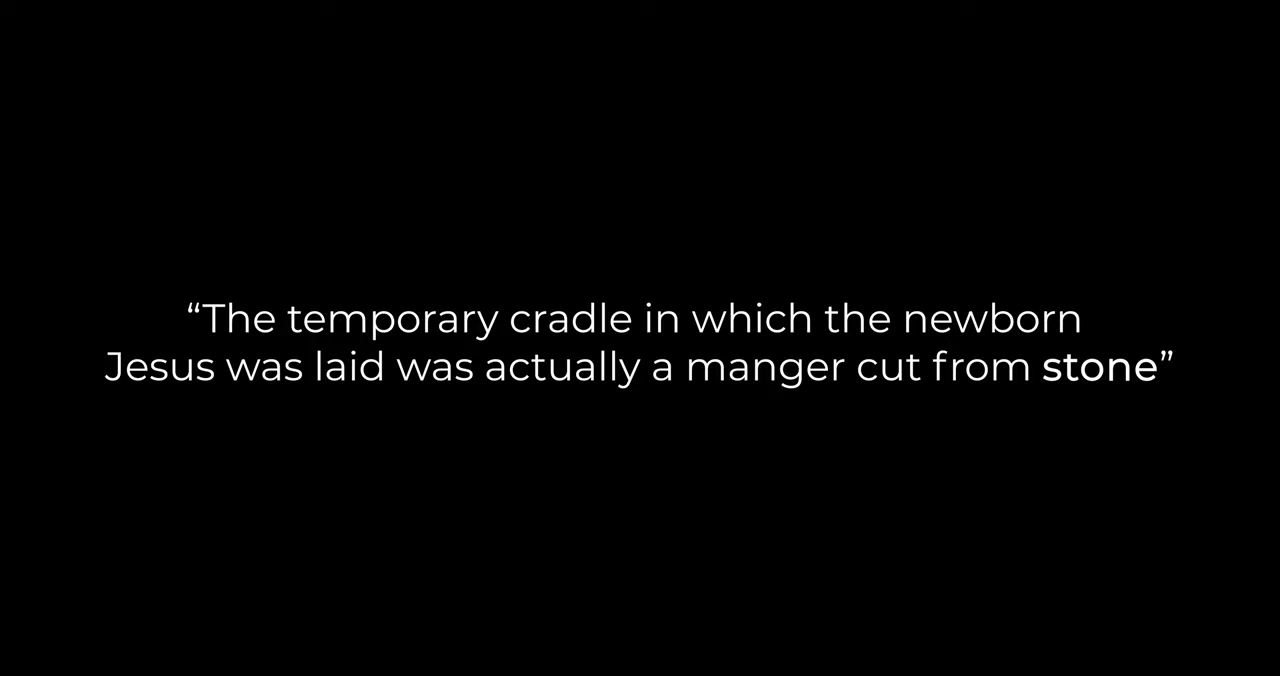 “The temporary cradle in which the newborn
Jesus was laid was actually a manger cut from stone”